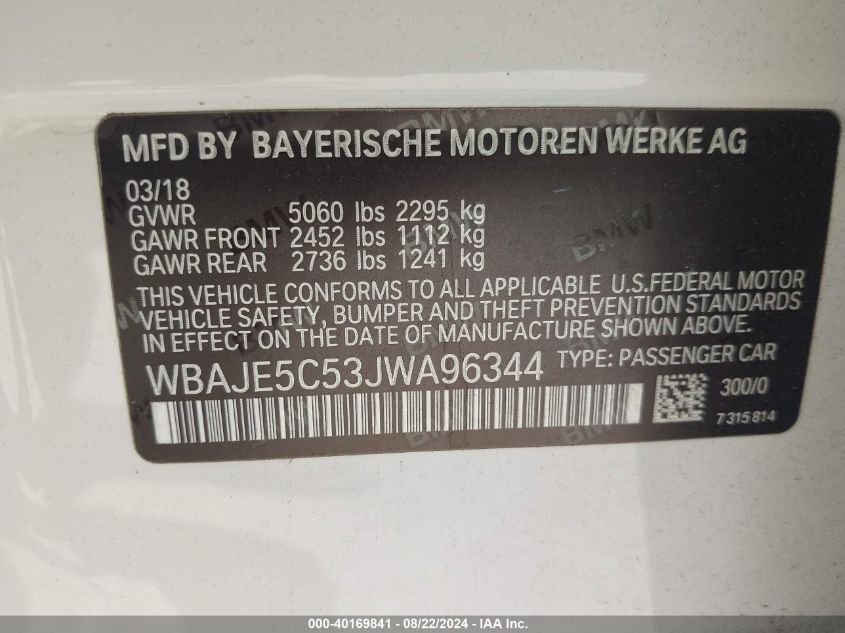 MFD BY BAYERISCHE MOTOREN WERKE AG
03/18
GVWR 5060 lbs 2295 kg
GAWR FRONT 2452 lbs 1112 kg
GAWR REAR 2736 lbs 1241 kg
THIS VEHICLE CONFORMS TO ALL APPLICABLE U.S.FEDERAL MOTOR
VEHICLE SAFETY, BUMPER AND THEFT PREVENTION STANDARDS
IN EFFECT ON THE DATE OF MANUFACTURE SHOWN ABOVE.
WBAJE5C53JWA96344 TYPE: PASSENGER CAR
300/0
7315814
000-40169841 - 08/22/2024 - IAA Inc.